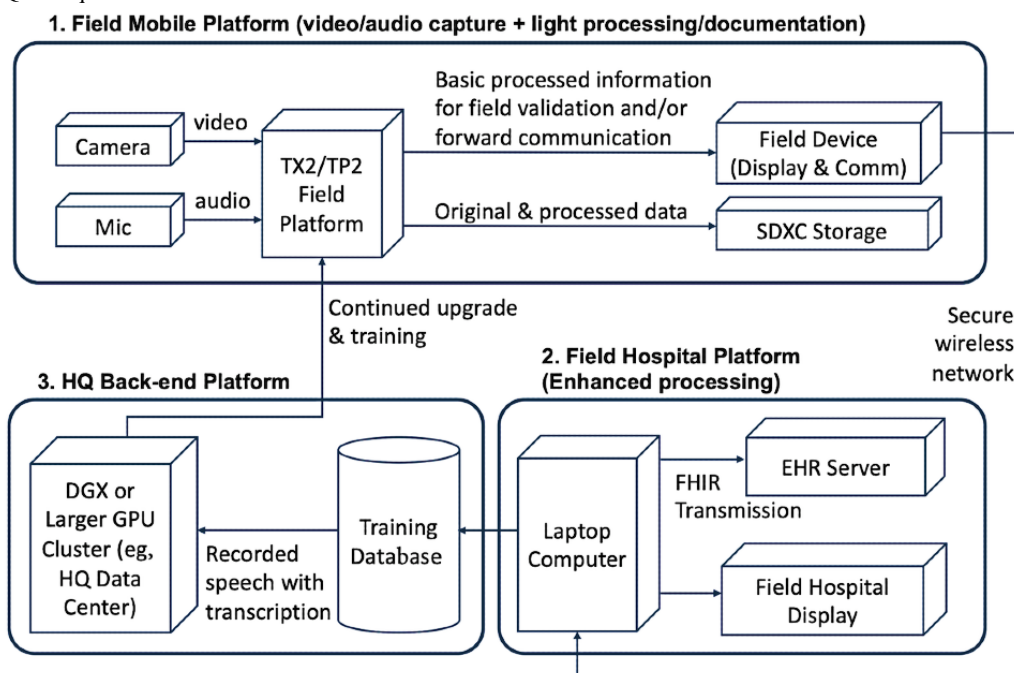 1. Field Mobile Platform (video/audio capture + light processing/documentation)
Camera
video
Mic
audio
TX2/TP2
Field
Platform
Basic processed information
for field validation and/or
forward communication
Original & processed data
Field Device
(Display & Comm)
SDXC Storage
Continued upgrade
& training
Secure
wireless
network
3. HQ Back-end Platform
DGX or
Larger GPU
Cluster (eg,
HQ Data
Center)
Recorded
speech with
transcription
Training
Database
2. Field Hospital Platform
(Enhanced processing)
Laptop
Computer
FHIR
Transmission
EHR Server
Field Hospital
Display